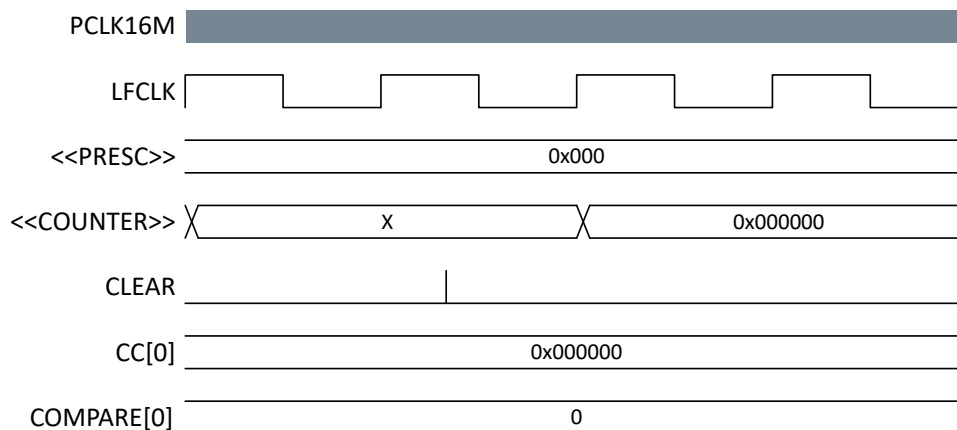 PCLK16M
LFCLK
<<PRESC>> 0x000
<<COUNTER>> X 0x000000
CLEAR
CC[0] 0x000000
COMPARE[0] 0